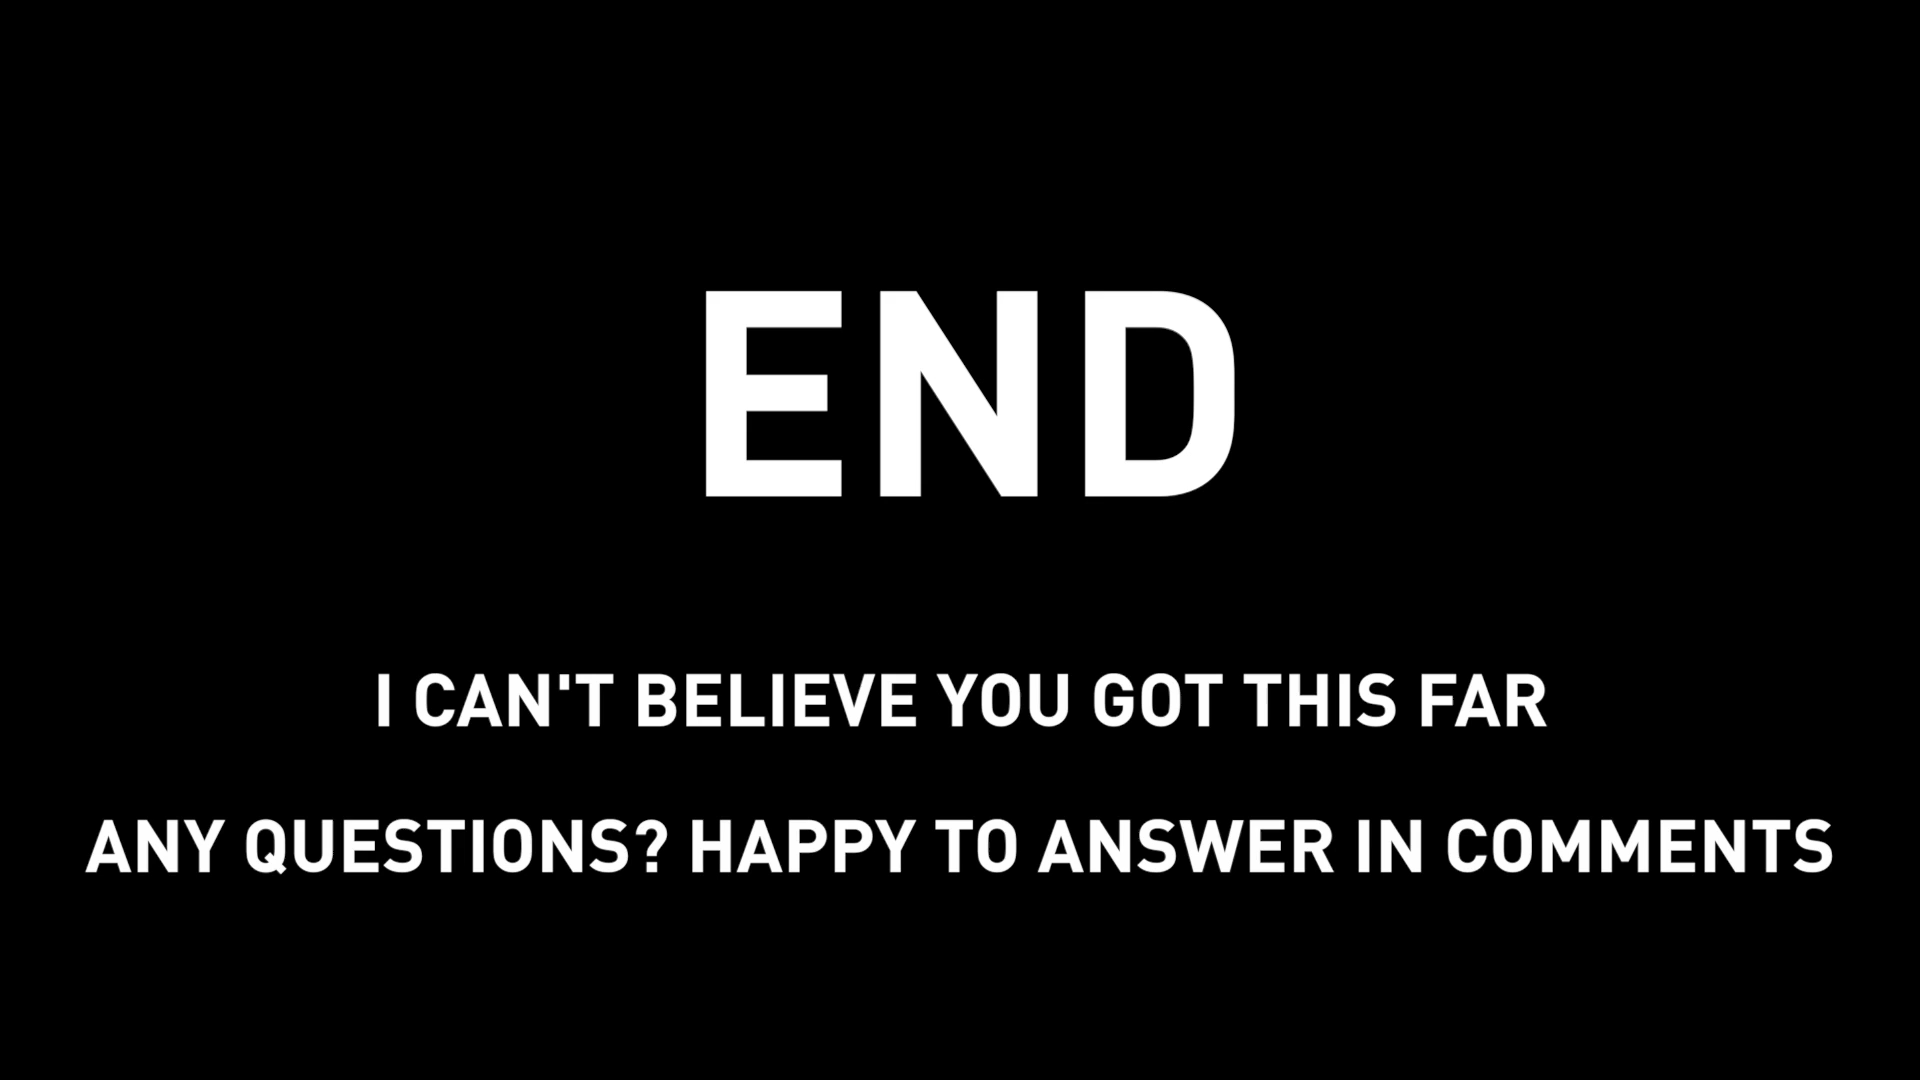 END
I CAN'T BELIEVE YOU GOT THIS FAR
ANY QUESTIONS? HAPPY TO ANSWER IN COMMENTS